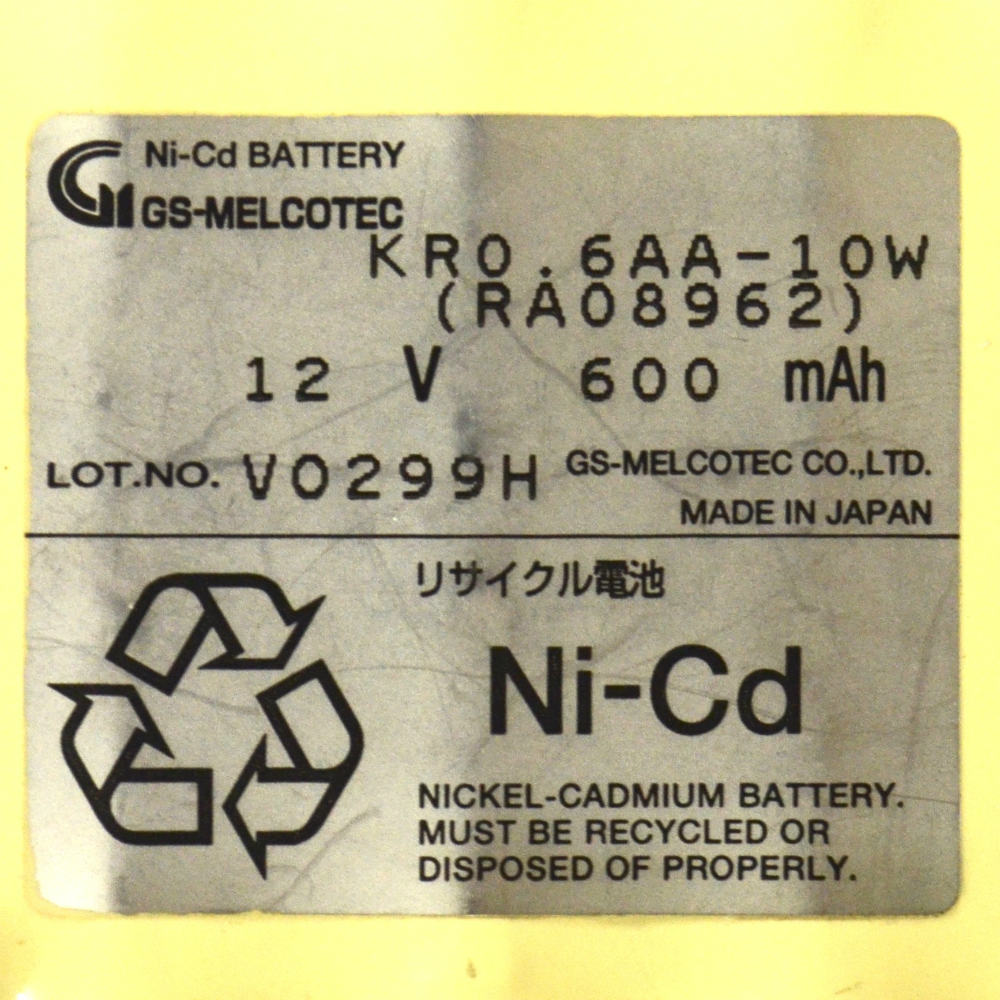 Ni-Cd BATTERY
GS-MELCOTEC
KR0.6AA-10W
(RA08962)
12 V 600 mAh
LOT.NO. V0299H GS-MELCOTEC CO.,LTD.
MADE IN JAPAN
リサイクル電池
Ni-Cd
NICKEL-CADMIUM BATTERY.
MUST BE RECYCLED OR
DISPOSED OF PROPERLY.